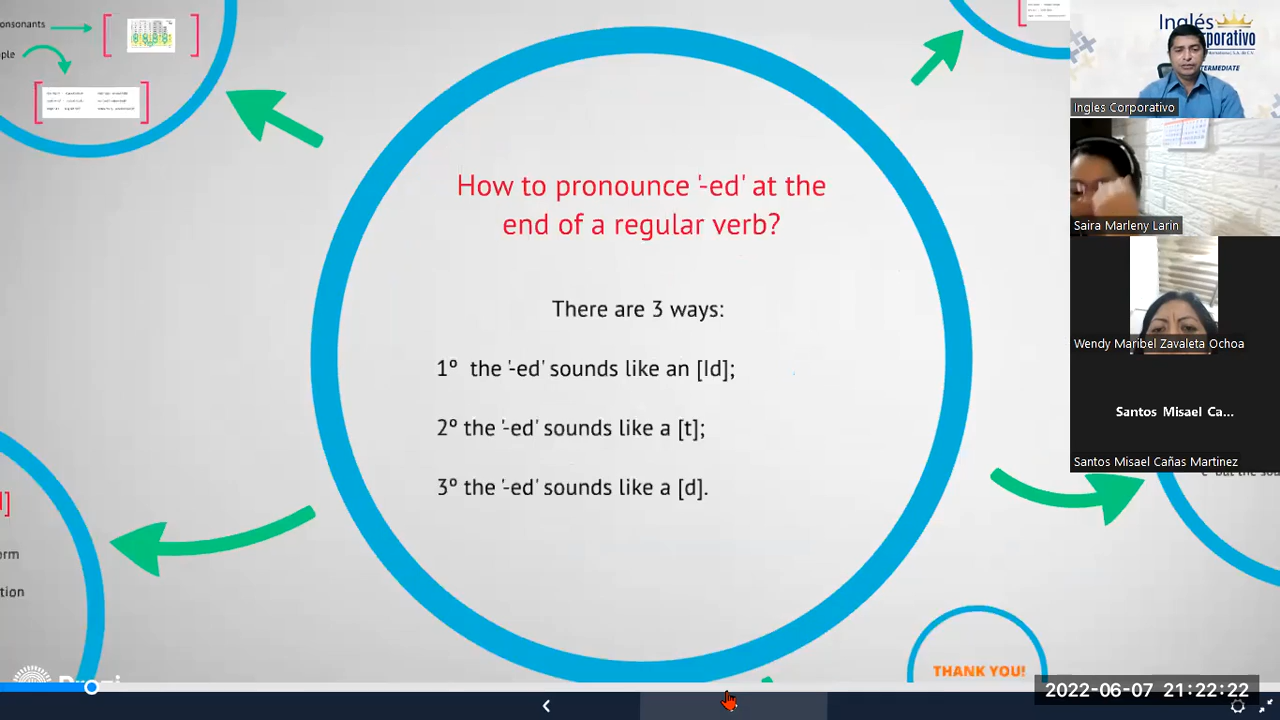 onsonants
ple
How to pronounce '-ed' at the
end of a regular verb?
There are 3 ways:
1º the '-ed' sounds like an [Id];
2º the '-ed' sounds like a [t];
3º the '-ed' sounds like a [d].
d]
orm
tion
THANK YOU!
Prezi
Inglés
Corporativo
Ingles Corporativo
Saira Marleny Larin
Wendy Maribel Zavaleta Ochoa
Santos Misael Ca...
Santos Misael Cañas Martinez
2022-06-07 21:22:22